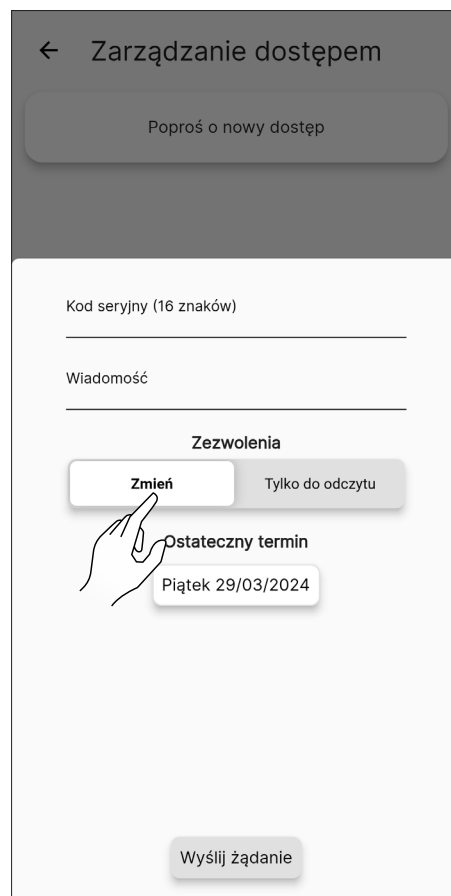 Zarządzanie dostępem
Poproś o nowy dostęp
Kod seryjny (16 znaków)
Wiadomość
Zezwolenia
Zmień
Tylko do odczytu
Ostateczny termin
Piątek 29/03/2024
Wyślij żądanie